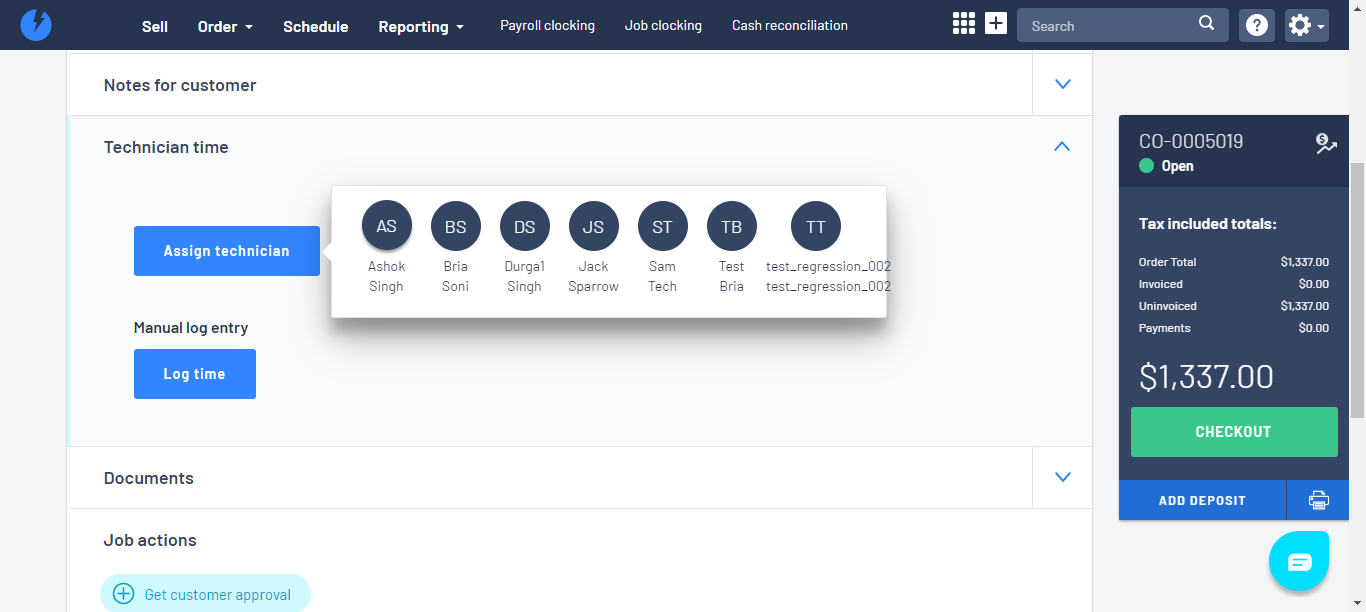 Sell
Order
Schedule
Reporting
Payroll clocking
Job clocking
Cash reconciliation
Search
Notes for customer
Technician time
Assign technician
AS
BS
DS
JS
ST
TB
TT
Ashok
Singh
Bria
Soni
Durga1
Singh
Jack
Sparrow
Sam
Tech
Test
Bria
test_regression_002
test_regression_002
Manual log entry
Log time
Documents
Job actions
Get customer approval
CO-0005019
Open
Tax included totals:
Order Total $1,337.00
Invoiced $0.00
Uninvoiced $1,337.00
Payments $0.00
$1,337.00
CHECKOUT
ADD DEPOSIT